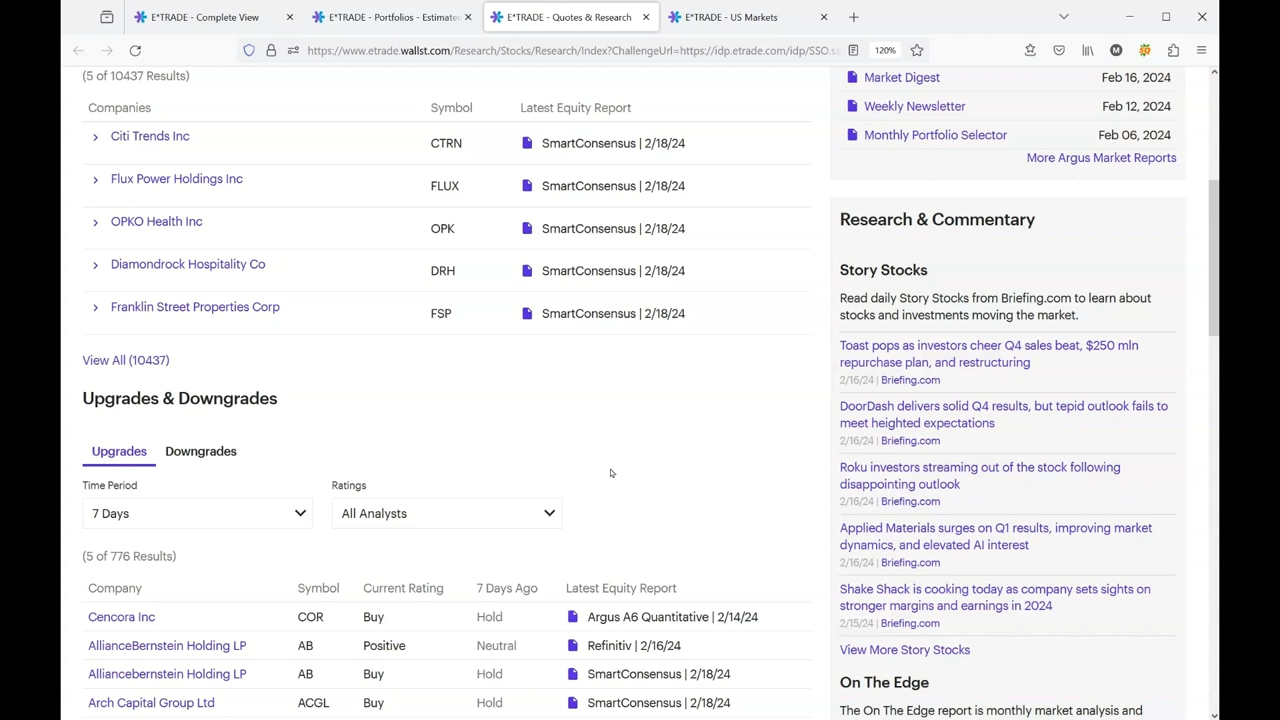 E*TRADE - Complete View
E*TRADE - Portfolios - Estimated
E*TRADE - Quotes & Research
E*TRADE - US Markets
https://www.etrade.wallst.com/Research/Stocks/Research/Index?ChallengeUrl=https://idp.etrade.com/idp/SSO.sa
120%
(5 of 10437 Results)
Companies Symbol Latest Equity Report
Citi Trends Inc CTRN SmartConsensus | 2/18/24
Flux Power Holdings Inc FLUX SmartConsensus | 2/18/24
OPKO Health Inc OPK SmartConsensus | 2/18/24
Diamondrock Hospitality Co DRH SmartConsensus | 2/18/24
Franklin Street Properties Corp FSP SmartConsensus | 2/18/24
View All (10437)
Upgrades & Downgrades
Upgrades Downgrades
Time Period Ratings
7 Days All Analysts
(5 of 776 Results)
Company Symbol Current Rating 7 Days Ago Latest Equity Report
Cencora Inc COR Buy Hold Argus A6 Quantitative | 2/14/24
AllianceBernstein Holding LP AB Positive Neutral Refinitiv | 2/16/24
Alliancebernstein Holding LP AB Buy Hold SmartConsensus | 2/18/24
Arch Capital Group Ltd ACGL Buy Hold SmartConsensus | 2/18/24
Market Digest Feb 16, 2024
Weekly Newsletter Feb 12, 2024
Monthly Portfolio Selector Feb 06, 2024
More Argus Market Reports
Research & Commentary
Story Stocks
Read daily Story Stocks from Briefing.com to learn about
stocks and investments moving the market.
Toast pops as investors cheer Q4 sales beat, $250 mln
repurchase plan, and restructuring
2/16/24 | Briefing.com
DoorDash delivers solid Q4 results, but tepid outlook fails to
meet heightened expectations
2/16/24 | Briefing.com
Roku investors streaming out of the stock following
disappointing outlook
2/16/24 | Briefing.com
Applied Materials surges on Q1 results, improving market
dynamics, and elevated AI interest
2/16/24 | Briefing.com
Shake Shack is cooking today as company sets sights on
stronger margins and earnings in 2024
2/15/24 | Briefing.com
View More Story Stocks
On The Edge
The On The Edge report is monthly market analysis and